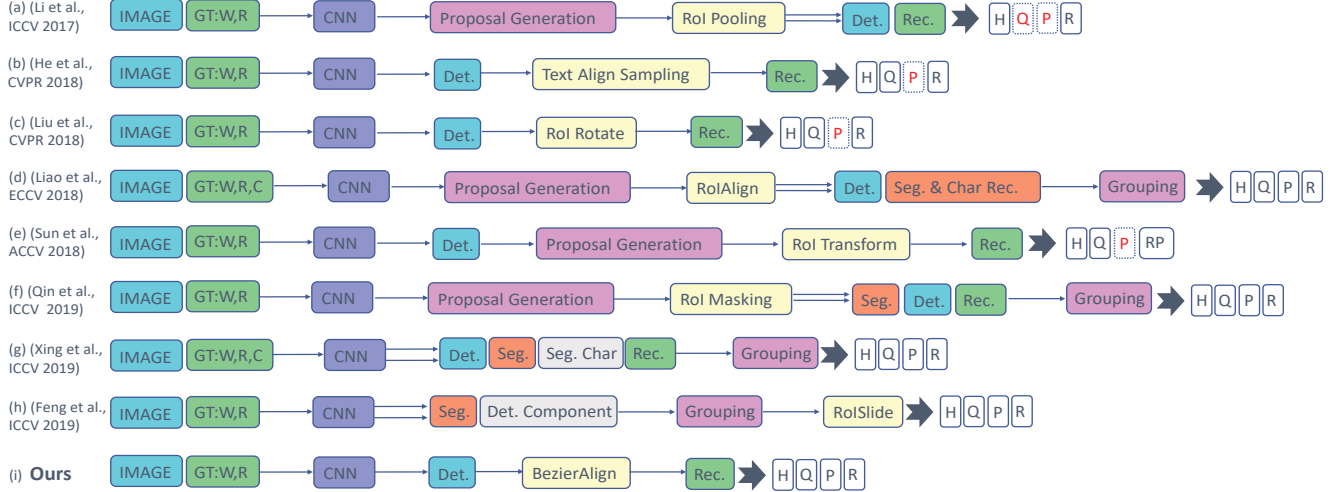 (a) (Li et al., ICCV 2017) IMAGE GT:W,R CNN Proposal Generation RoI Pooling Det. Rec. H Q P R
(b) (He et al., CVPR 2018) IMAGE GT:W,R CNN Det. Text Align Sampling Rec. H Q P R
(c) (Liu et al., CVPR 2018) IMAGE GT:W,R CNN Det. RoI Rotate Rec. H Q P R
(d) (Liao et al., ECCV 2018) IMAGE GT:W,R,C CNN Proposal Generation RoIAlign Det. Seg. & Char Rec. Grouping H Q P R
(e) (Sun et al., ACCV 2018) IMAGE GT:W,R CNN Det. Proposal Generation RoI Transform Rec. H Q P RP
(f) (Qin et al., ICCV 2019) IMAGE GT:W,R CNN Proposal Generation RoI Masking Seg. Det. Rec. Grouping H Q P R
(g) (Xing et al., ICCV 2019) IMAGE GT:W,R,C CNN Det. Seg. Seg. Char Rec. Grouping H Q P R
(h) (Feng et al., ICCV 2019) IMAGE GT:W,R CNN Seg. Det. Component Grouping RoISlide H Q P R
(i) Ours IMAGE GT:W,R CNN Det. BezierAlign Rec. H Q P R